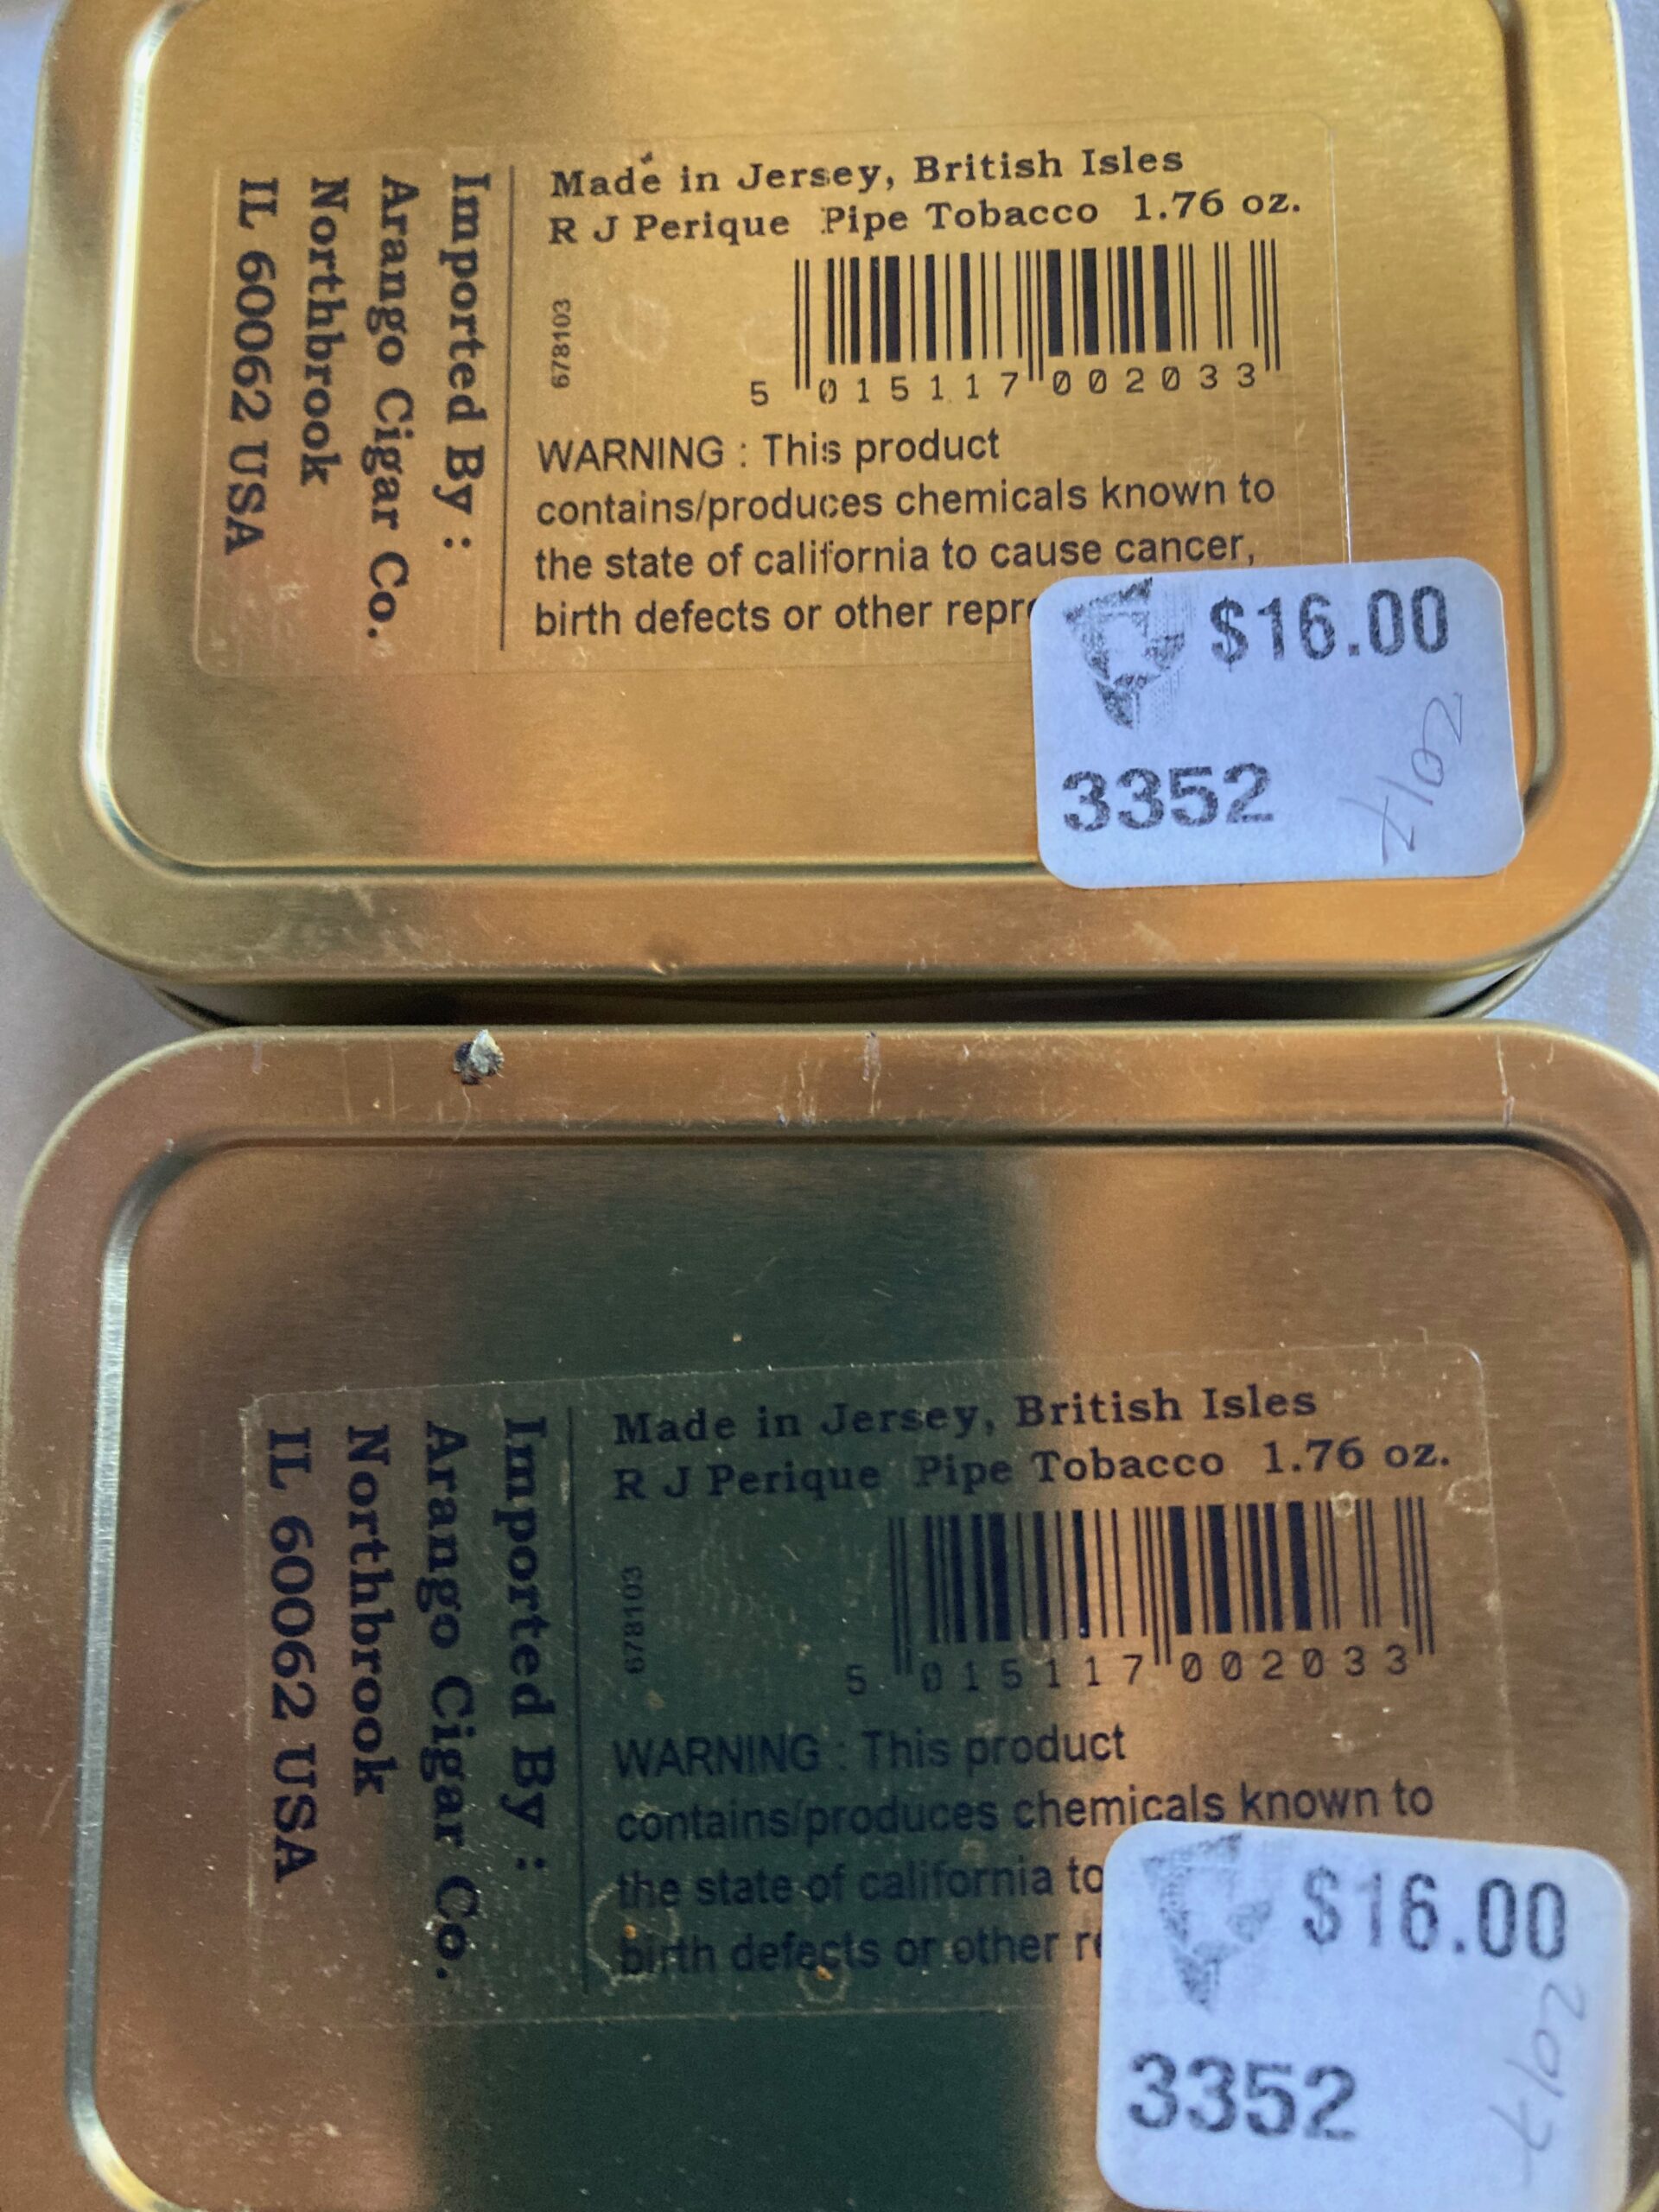 Made in Jersey, British Isles
R J Perique Pipe Tobacco 1.76 oz.
678103
5 015117 002033
WARNING : This product
contains/produces chemicals known to
the state of california to cause cancer,
birth defects or other repr
Imported By :
Arango Cigar Co.
Northbrook
IL 60062 USA
$16.00
3352
2017
Made in Jersey, British Isles
R J Perique Pipe Tobacco 1.76 oz.
678103
5 015117 002033
WARNING : This product
contains/produces chemicals known to
the state of california to
birth defects or other re
Imported By :
Arango Cigar Co.
Northbrook
IL 60062 USA
$16.00
3352
2017